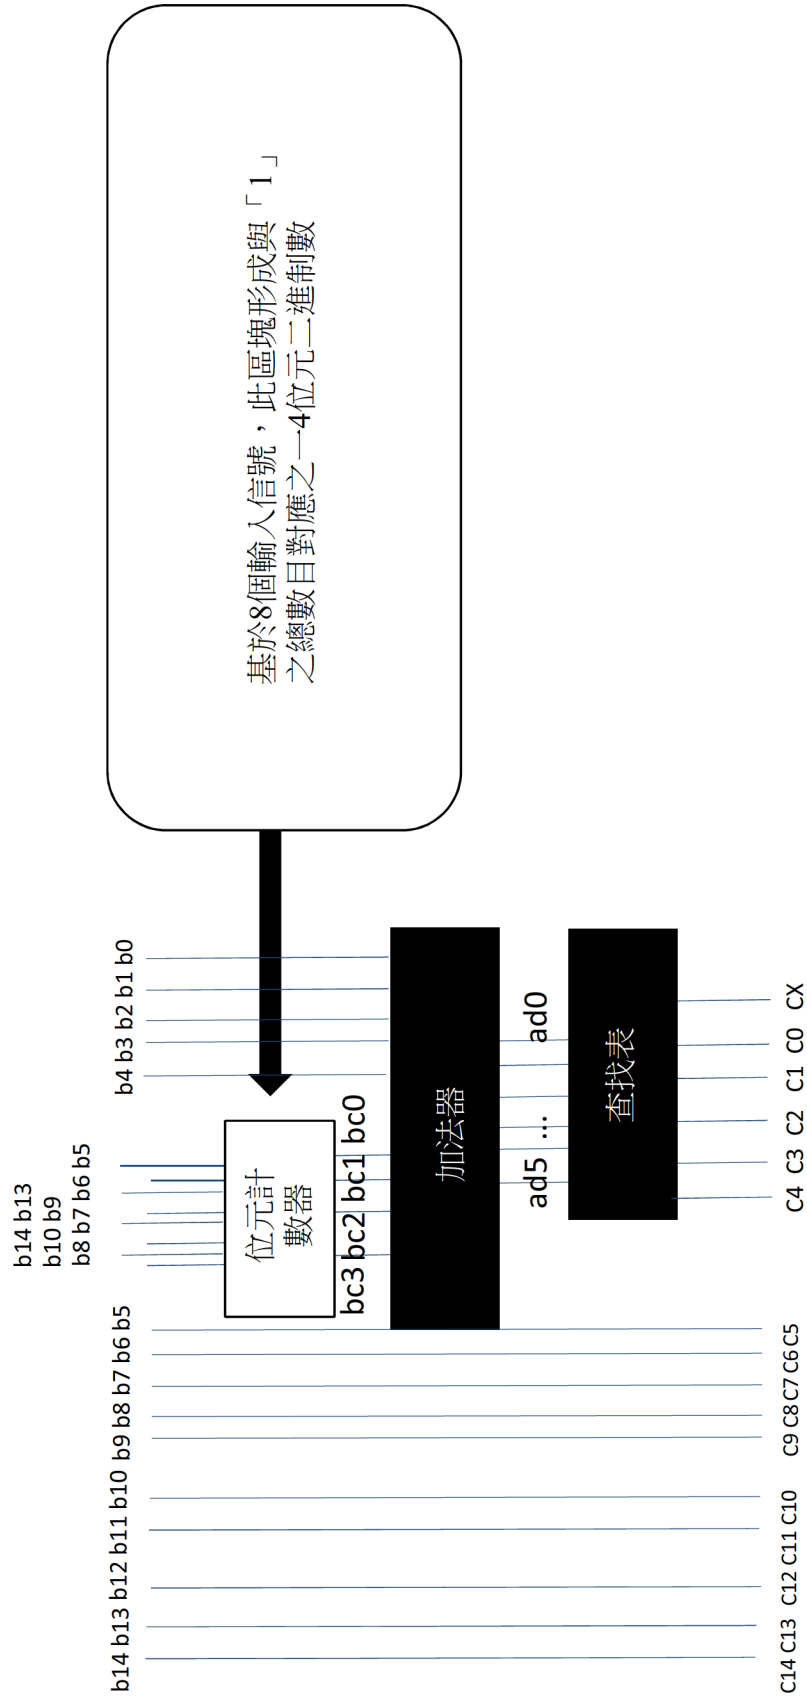 b14 b13
b10 b9
b8 b7 b6 b5
b14 b13 b12 b11 b10 b9 b8 b7 b6 b5
b4 b3 b2 b1 b0
位元計
數器
基於8個輸入信號，此區塊形成與「1」
之總數目對應之一4位元二進制數
bc3 bc2 bc1 bc0
加法器
ad5 ... ad0
查找表
C14 C13 C12 C11 C10 C9 C8 C7 C6 C5 C4 C3 C2 C1 C0 CX